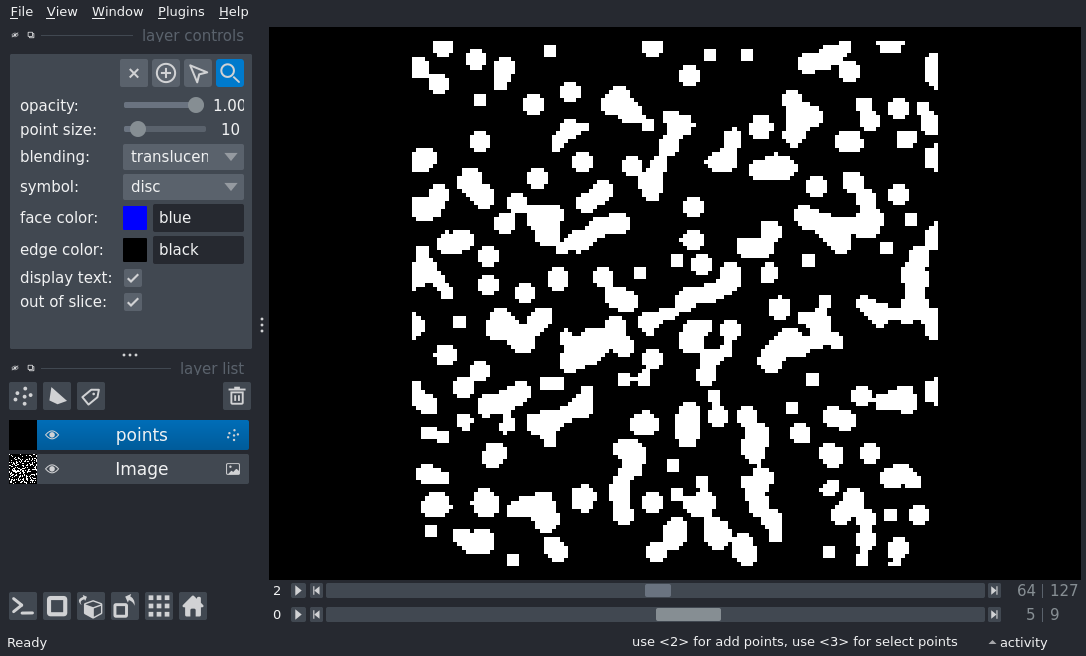 File View Window Plugins Help
layer controls
opacity: 1.00
point size: 10
blending: translucen
symbol: disc
face color: blue
edge color: black
display text:
out of slice:
layer list
points
Image
2 64 | 127
0 5 | 9
Ready use <2> for add points, use <3> for select points activity